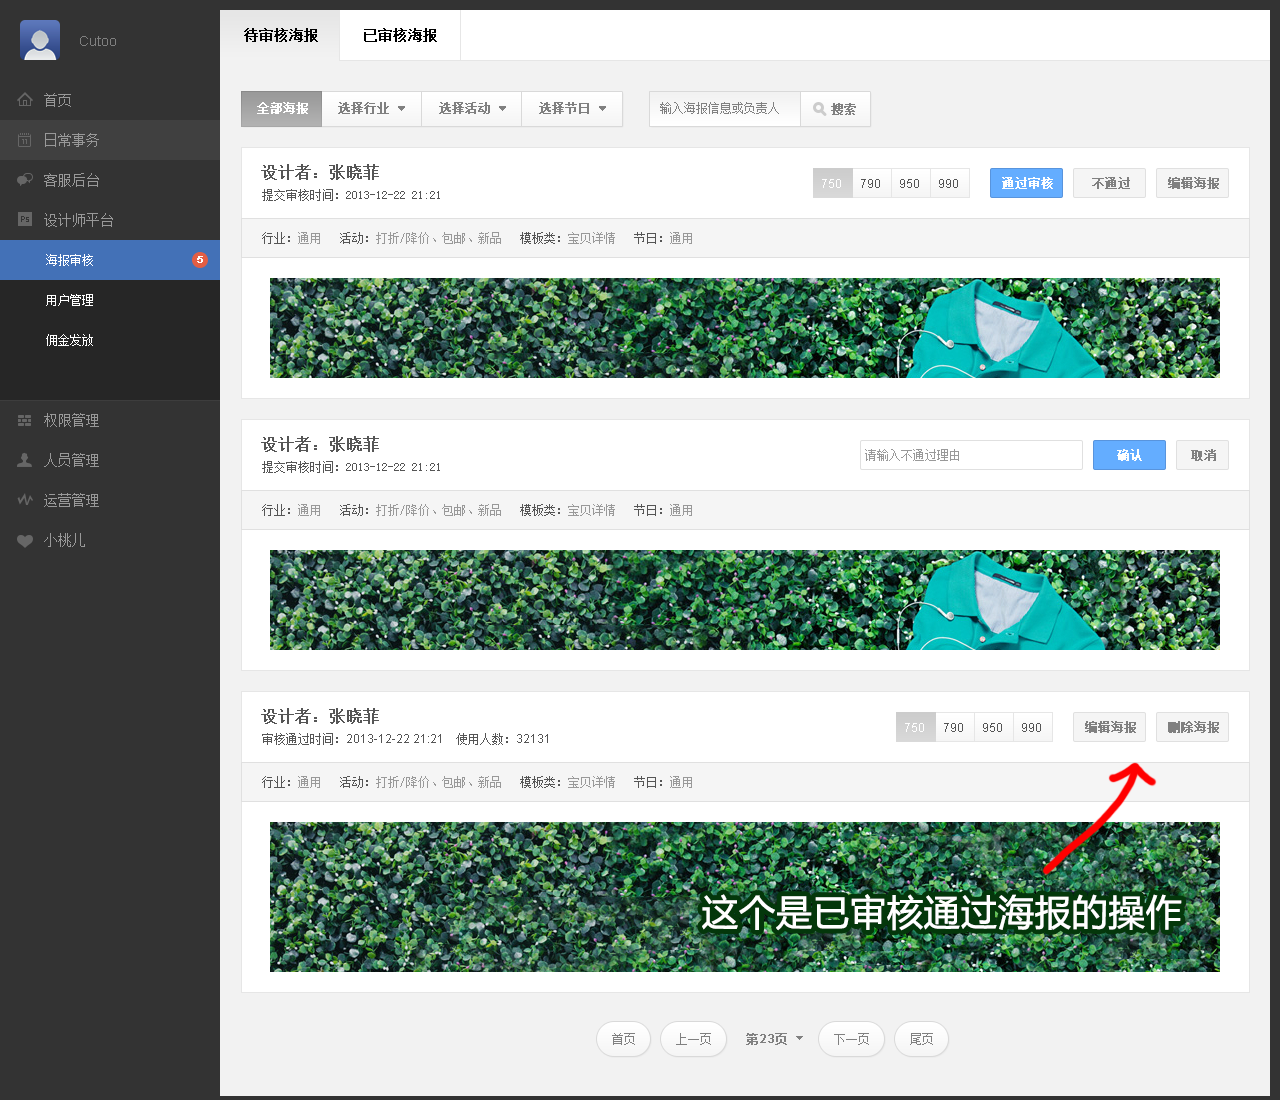 Cutoo
首页
日常事务
客服后台
设计师平台
海报审核 5
用户管理
佣金发放
权限管理
人员管理
运营管理
小桃儿
待审核海报 已审核海报
全部海报 选择行业 选择活动 选择节日 输入海报信息或负责人 搜索
设计者：张晓菲
提交审核时间：2013-12-22 21:21
750 790 950 990 通过审核 不通过 编辑海报
行业：通用 活动：打折/降价、包邮、新品 模板类：宝贝详情 节日：通用
设计者：张晓菲
提交审核时间：2013-12-22 21:21
请输入不通过理由 确认 取消
行业：通用 活动：打折/降价、包邮、新品 模板类：宝贝详情 节日：通用
设计者：张晓菲
审核通过时间：2013-12-22 21:21 使用人数：32131
750 790 950 990 编辑海报 删除海报
行业：通用 活动：打折/降价、包邮、新品 模板类：宝贝详情 节日：通用
这个是已审核通过海报的操作
首页 上一页 第23页 下一页 尾页